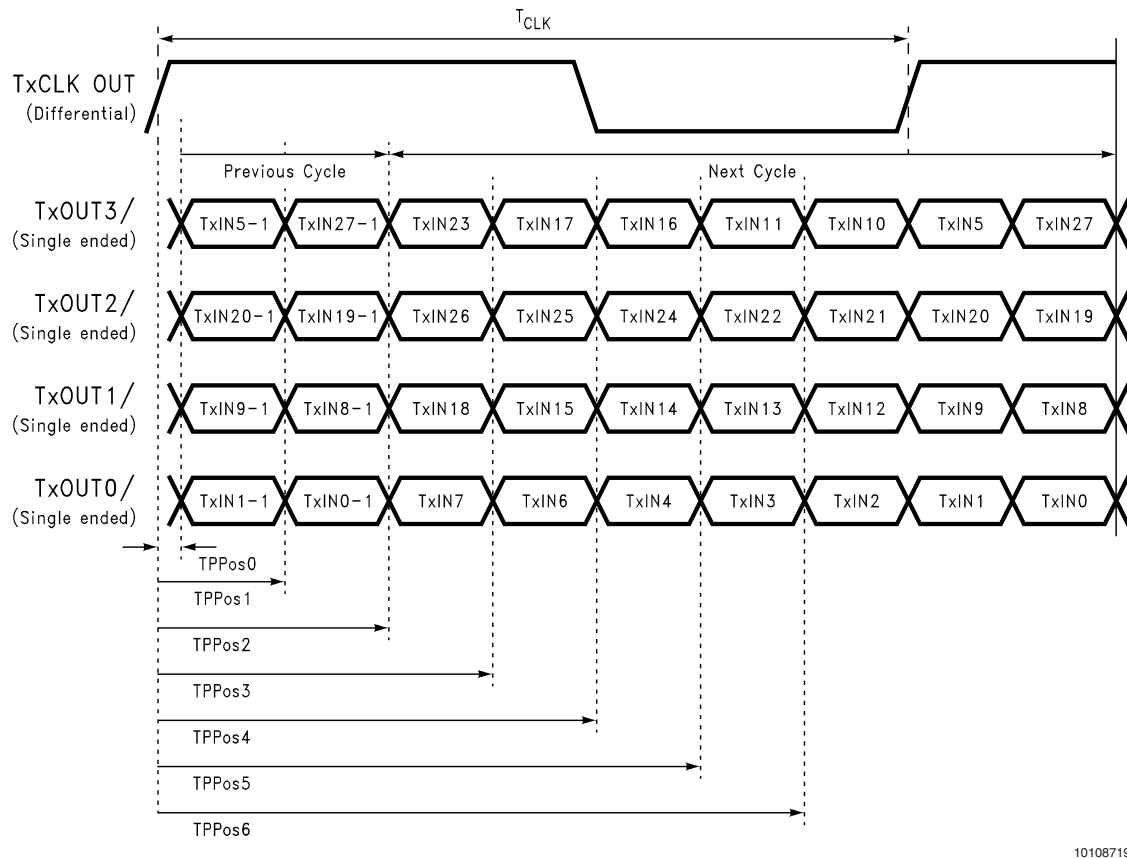 TCLK
TxCLK OUT
(Differential)
Previous Cycle
Next Cycle
TxOUT3/
(Single ended)
TxIN5-1 TxIN27-1 TxIN23 TxIN17 TxIN16 TxIN11 TxIN10 TxIN5 TxIN27
TxOUT2/
(Single ended)
TxIN20-1 TxIN19-1 TxIN26 TxIN25 TxIN24 TxIN22 TxIN21 TxIN20 TxIN19
TxOUT1/
(Single ended)
TxIN9-1 TxIN8-1 TxIN18 TxIN15 TxIN14 TxIN13 TxIN12 TxIN9 TxIN8
TxOUT0/
(Single ended)
TxIN1-1 TxIN0-1 TxIN7 TxIN6 TxIN4 TxIN3 TxIN2 TxIN1 TxIN0
TPPos0
TPPos1
TPPos2
TPPos3
TPPos4
TPPos5
TPPos6
10108719